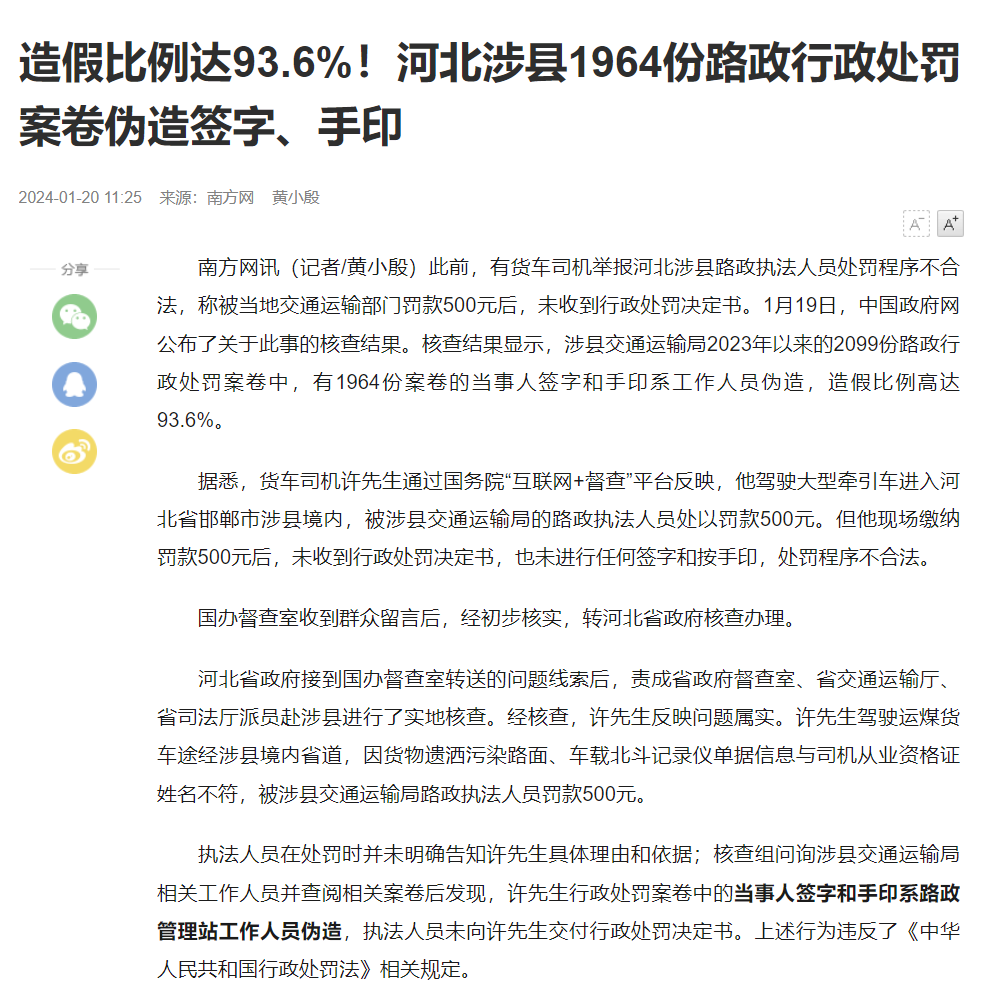 造假比例达93.6%！河北涉县1964份路政行政处罚
案卷伪造签字、手印
2024-01-20 11:25 来源：南方网 黄小殷
A-
A+
分享
南方网讯（记者/黄小殷）此前，有货车司机举报河北涉县路政执法人员处罚程序不合
法，称被当地交通运输部门罚款500元后，未收到行政处罚决定书。1月19日，中国政府网
公布了关于此事的核查结果。核查结果显示，涉县交通运输局2023年以来的2099份路政行
政处罚案卷中，有1964份案卷的当事人签字和手印系工作人员伪造，造假比例高达
93.6%。
据悉，货车司机许先生通过国务院“互联网+督查”平台反映，他驾驶大型牵引车进入河
北省邯郸市涉县境内，被涉县交通运输局的路政执法人员处以罚款500元。但他现场缴纳
罚款500元后，未收到行政处罚决定书，也未进行任何签字和按手印，处罚程序不合法。
国办督查室收到群众留言后，经初步核实，转河北省政府核查办理。
河北省政府接到国办督查室转送的问题线索后，责成省政府督查室、省交通运输厅、
省司法厅派员赴涉县进行了实地核查。经核查，许先生反映问题属实。许先生驾驶运煤货
车途经涉县境内省道，因货物遗洒污染路面、车载北斗记录仪单据信息与司机从业资格证
姓名不符，被涉县交通运输局路政执法人员罚款500元。
执法人员在处罚时并未明确告知许先生具体理由和依据；核查组问询涉县交通运输局
相关工作人员并查阅相关案卷后发现，许先生行政处罚案卷中的当事人签字和手印系路政
管理站工作人员伪造，执法人员未向许先生交付行政处罚决定书。上述行为违反了《中华
人民共和国行政处罚法》相关规定。